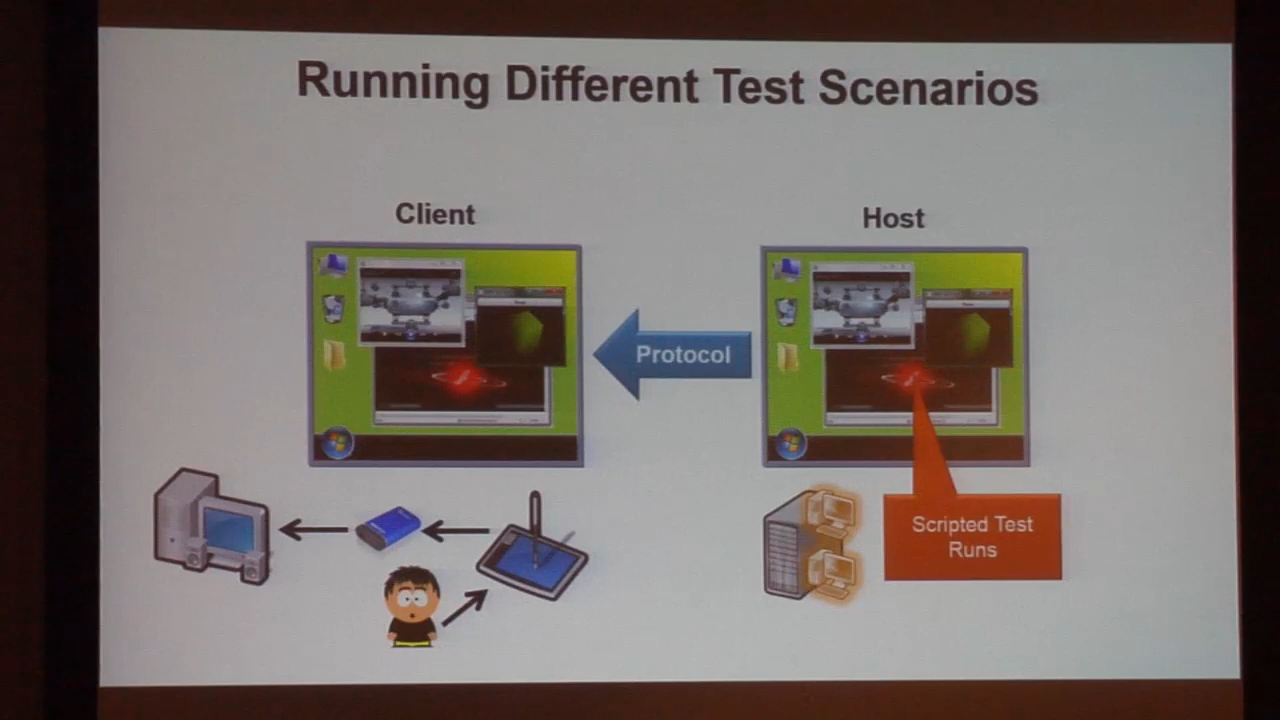 Running Different Test Scenarios
Client
Host
Protocol
Scripted Test
Runs